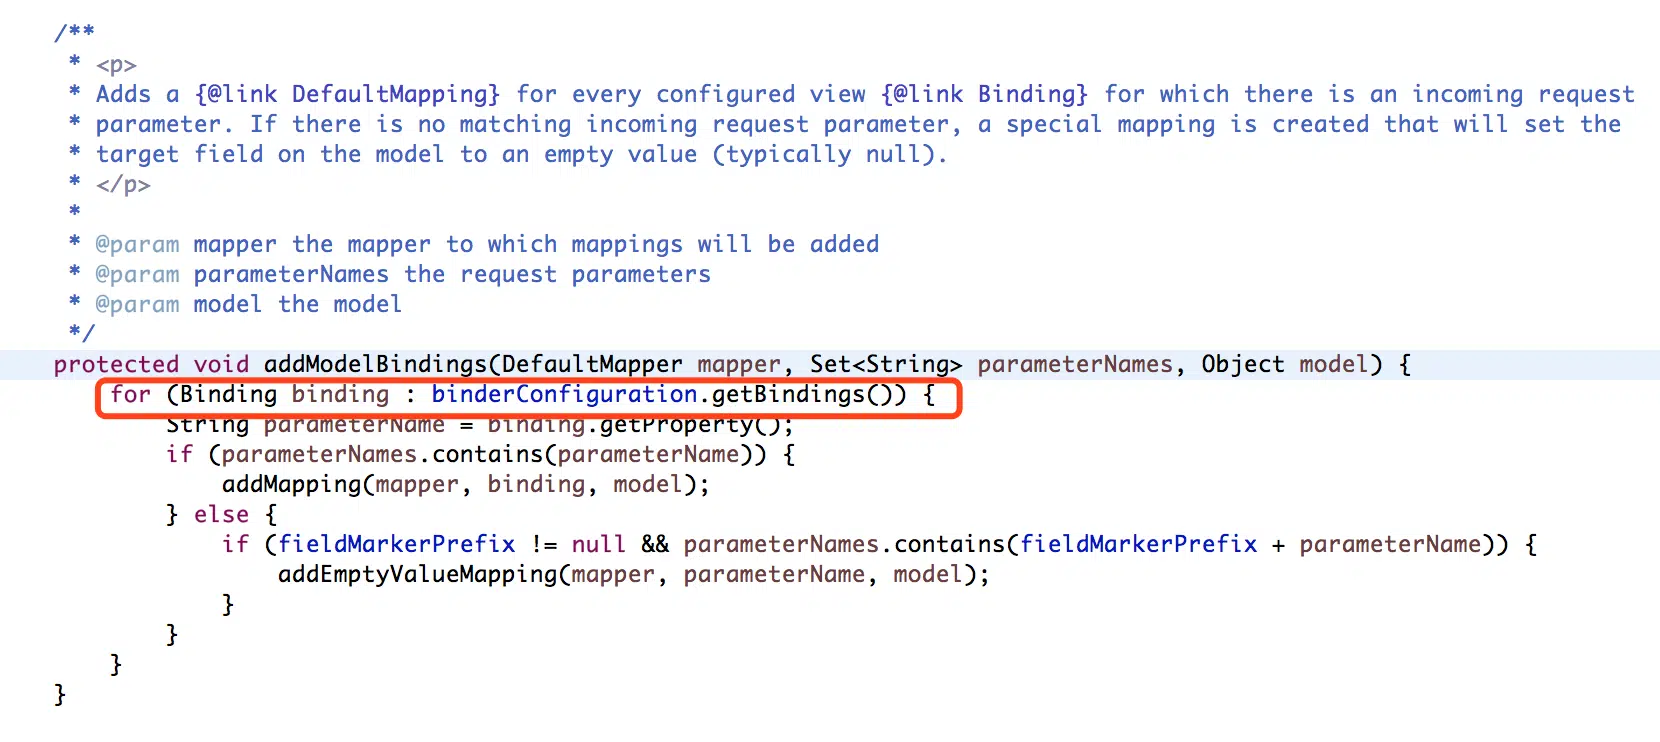 /**
 * <p>
 * Adds a {@link DefaultMapping} for every configured view {@link Binding} for which there is an incoming request
 * parameter. If there is no matching incoming request parameter, a special mapping is created that will set the
 * target field on the model to an empty value (typically null).
 * </p>
 *
 * @param mapper the mapper to which mappings will be added
 * @param parameterNames the request parameters
 * @param model the model
 */
protected void addModelBindings(DefaultMapper mapper, Set<String> parameterNames, Object model) {
    for (Binding binding : binderConfiguration.getBindings()) {
        String parameterName = binding.getProperty();
        if (parameterNames.contains(parameterName)) {
            addMapping(mapper, binding, model);
        } else {
            if (fieldMarkerPrefix != null && parameterNames.contains(fieldMarkerPrefix + parameterName)) {
                addEmptyValueMapping(mapper, parameterName, model);
            }
        }
    }
}